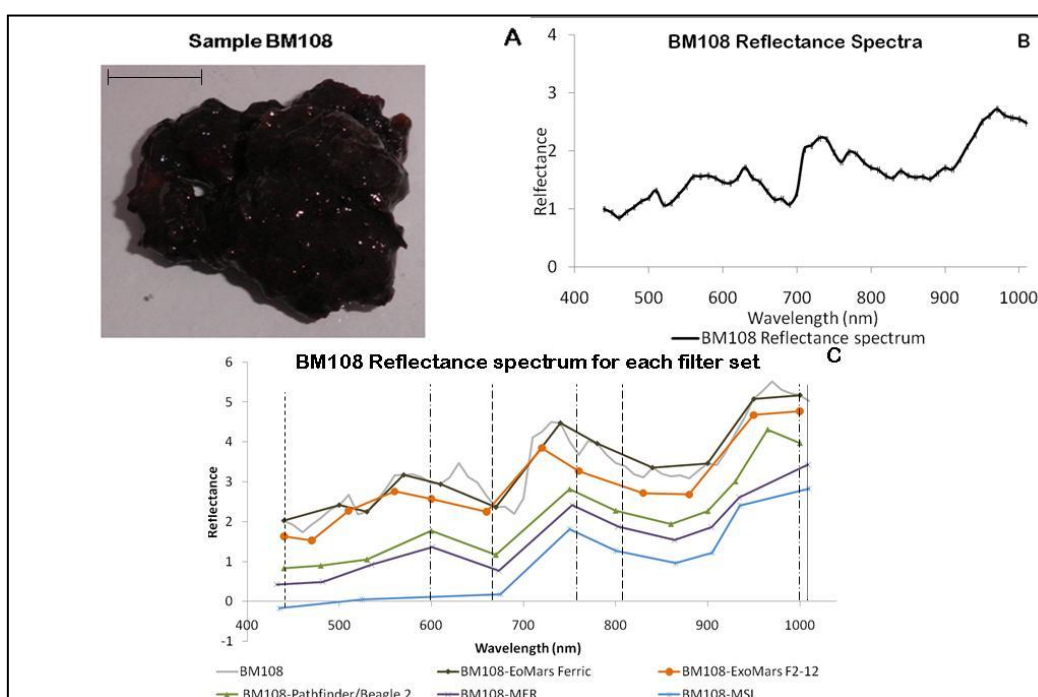 Sample BM108
A
BM108 Reflectance Spectra
B
4
3
2
1
0
Relfectance
400 500 600 700 800 900 1000
Wavelength (nm)
BM108 Reflectance spectrum
BM108 Reflectance spectrum for each filter set
C
6
5
4
3
2
1
0
-1
Reflectance
400 500 600 700 800 900 1000
Wavelength (nm)
BM108 BM108-EoMars Ferric BM108-ExoMars F2-12
BM108-Pathfinder/Beagle 2 BM108-MER BM108-MSL